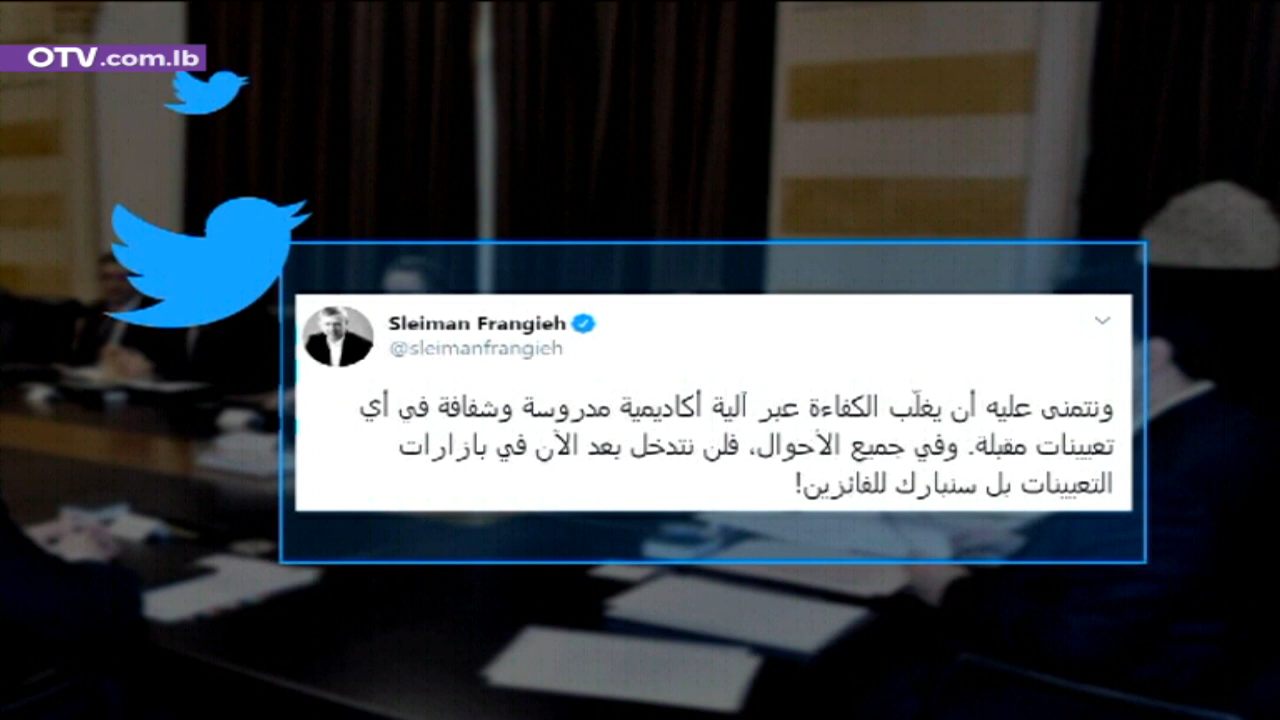 OTV.com.lb
Sleiman Frangieh
@sleimanfrangieh
ونتمنى عليه أن يغلّب الكفاءة عبر آلية أكاديمية مدروسة وشفافة في أي
تعيينات مقبلة. وفي جميع الأحوال، فلن نتدخل بعد الآن في بازارات
التعيينات بل سنبارك للفائزين!